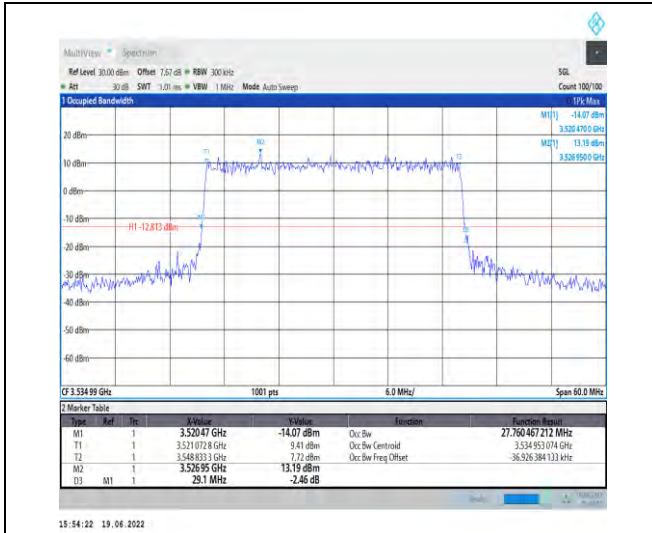 MultiView Spectrum
Ref Level 30.00 dBm Offset 7.67 dB RBW 300 kHz SGL
Att 30 dB SWT 1.01 ms VBW 1 MHz Mode Auto Sweep Count 100/100
1 Occupied Bandwidth 1Pk Max
M1[1] -14.07 dBm
3.5204700 GHz
M2[1] 13.19 dBm
3.5269500 GHz
20 dBm
10 dBm
0 dBm
-10 dBm
H1 -12.813 dBm
-30 dBm
-40 dBm
-50 dBm
-60 dBm
CF 3.534 99 GHz 1001 pts 6.0 MHz/ Span 60.0 MHz
2 Marker Table
Type Ref Trc X-Value Y-Value Function Function Result
M1 1 3.52047 GHz -14.07 dBm Occ Bw 27.760 467 212 MHz
T1 1 3.521 072 8 GHz 9.41 dBm Occ Bw Centroid 3.534 953 074 GHz
T2 1 3.548 833 3 GHz 7.72 dBm Occ Bw Freq Offset -36.926 384 133 kHz
M2 1 3.526 95 GHz 13.19 dBm
D3 M1 1 29.1 MHz -2.46 dB
15:54:22 19.06.2022